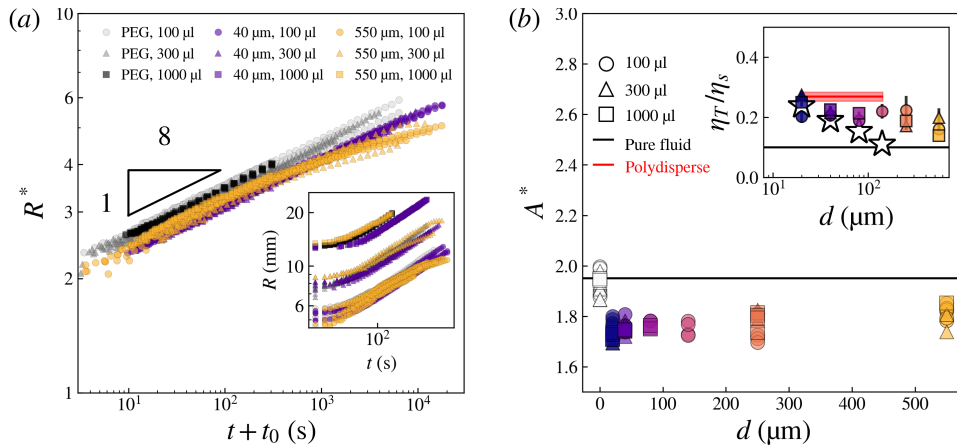 (a)
10
6
4
3
2
1
R*
PEG, 100 μl 40 μm, 100 μl 550 μm, 100 μl
PEG, 300 μl 40 μm, 300 μl 550 μm, 300 μl
PEG, 1000 μl 40 μm, 1000 μl 550 μm, 1000 μl
8
1
20
10
6
R (mm)
10²
t (s)
10¹ 10² 10³ 10⁴
t + t₀ (s)
(b)
3.0
2.8
2.6
2.4
2.2
2.0
1.8
1.6
A*
100 μl
300 μl
1000 μl
Pure fluid
Polydisperse
0.4
0.2
0.0
η_T/η_s
10¹ 10²
d (μm)
0 100 200 300 400 500
d (μm)